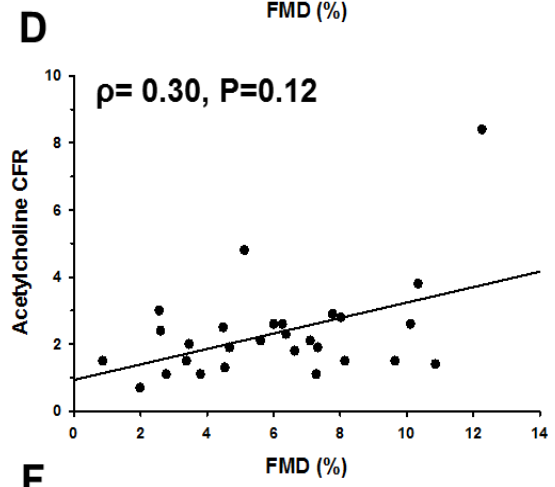 FMD (%)
D
ρ= 0.30, P=0.12
Acetylcholine CFR
10
8
6
4
2
0
0 2 4 6 8 10 12 14
FMD (%)